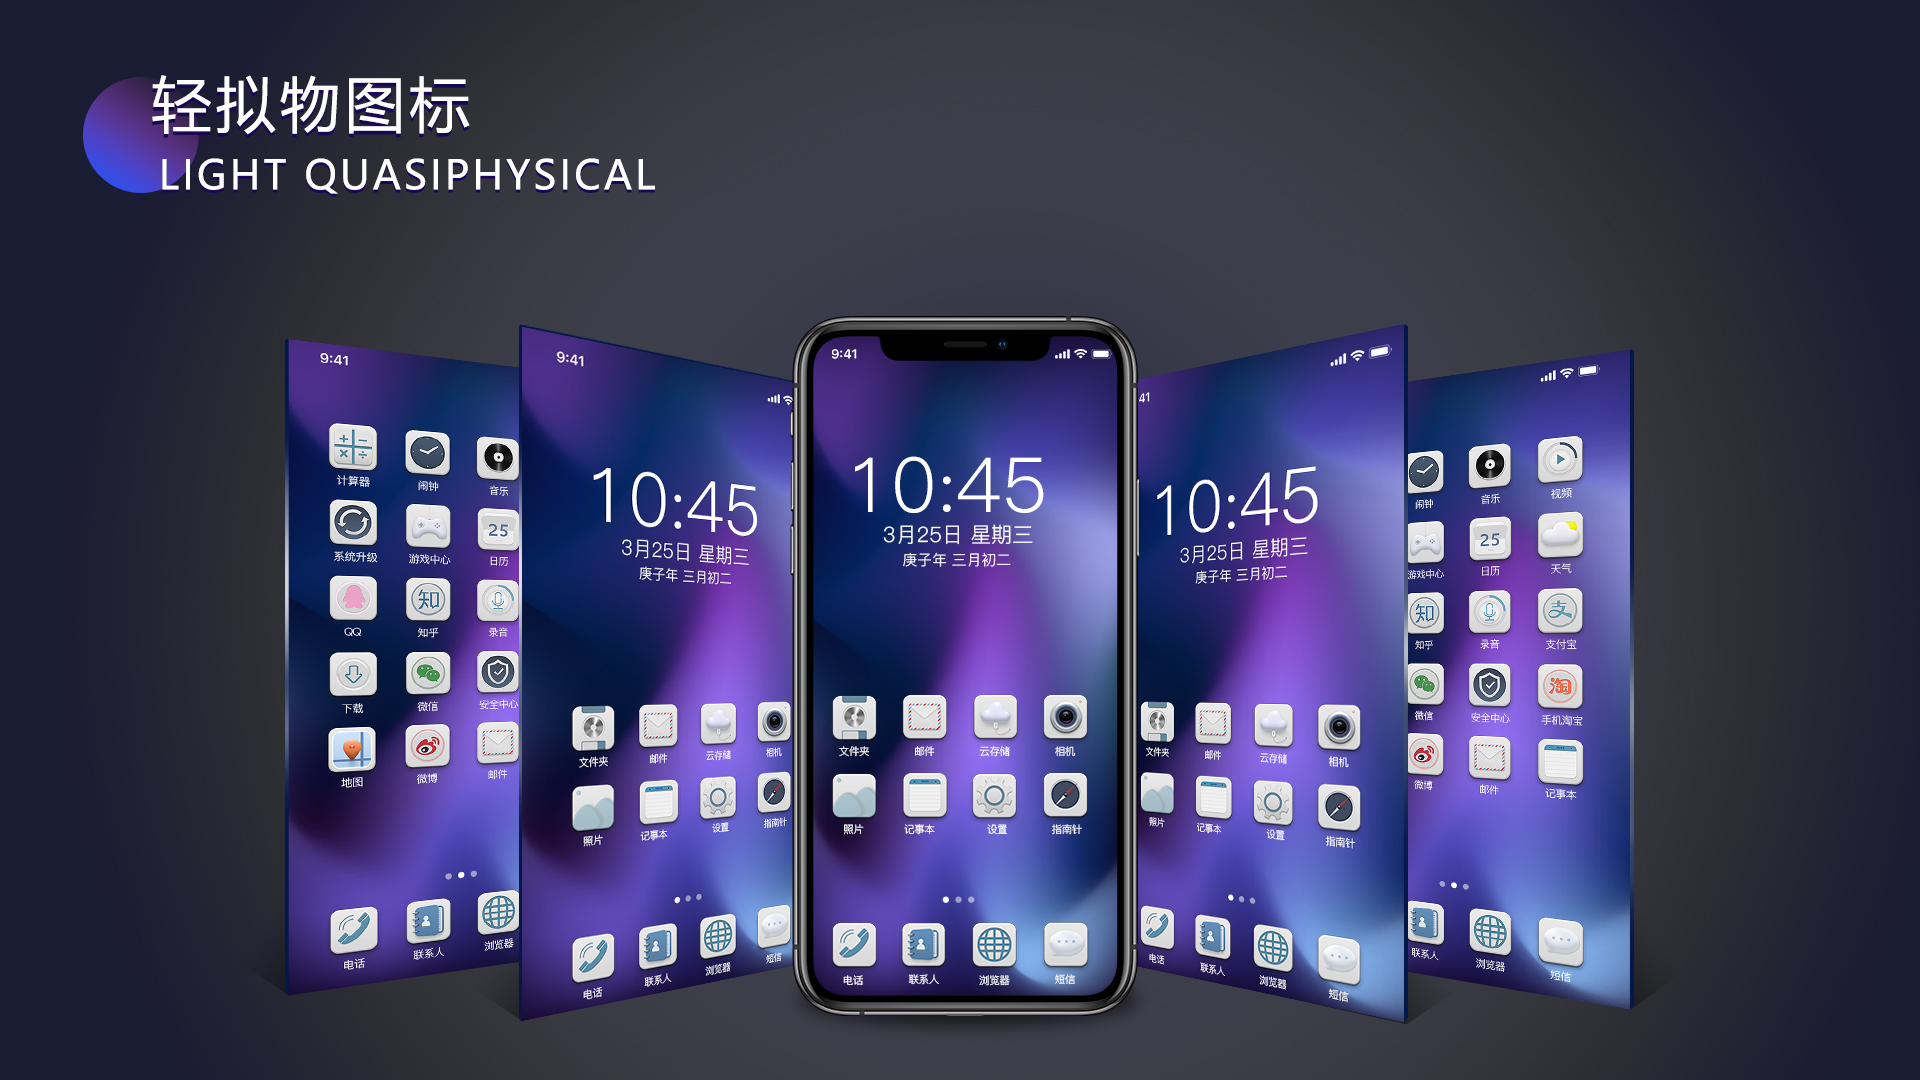 轻拟物图标
LIGHT QUASIPHYSICAL
9:41
计算器 闹钟 音乐
25
系统升级 游戏中心 日历
知
QQ 知乎 录音
下载 微信 安全中心
地图 微博 邮件
电话 联系人 浏览器
9:41
10:45
3月25日 星期三
庚子年 三月初二
文件夹 邮件 云存储 相机
照片 记事本 设置 指南针
电话 联系人 浏览器 短信
9:41
10:45
3月25日 星期三
庚子年 三月初二
文件夹 邮件 云存储 相机
照片 记事本 设置 指南针
电话 联系人 浏览器 短信
41
10:45
3月25日 星期三
庚子年 三月初二
文件夹 邮件 云存储 相机
照片 记事本 设置 指南针
电话 联系人 浏览器 短信
闹钟 音乐 视频
25
游戏中心 日历 天气
知 支
知乎 录音 支付宝
淘
微信 安全中心 手机淘宝
微博 邮件 记事本
联系人 浏览器 短信